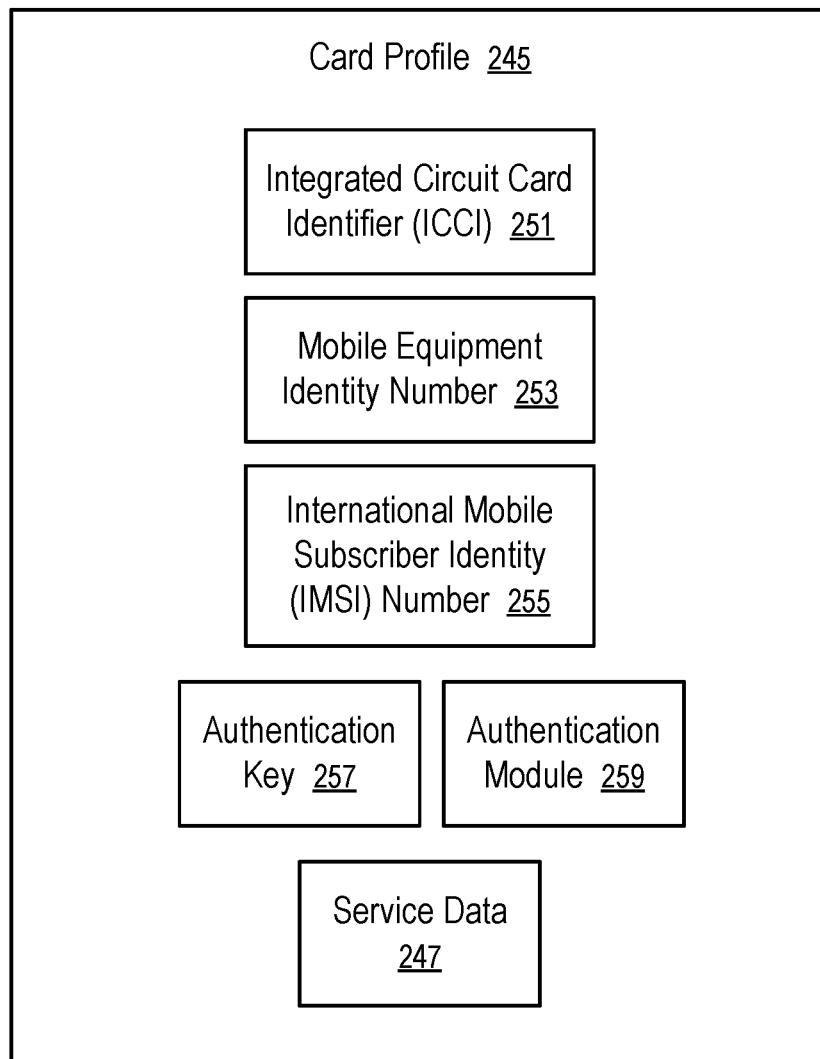 Card Profile 245
Integrated Circuit Card
Identifier (ICCI) 251
Mobile Equipment
Identity Number 253
International Mobile
Subscriber Identity
(IMSI) Number 255
Authentication
Key 257
Authentication
Module 259
Service Data
247